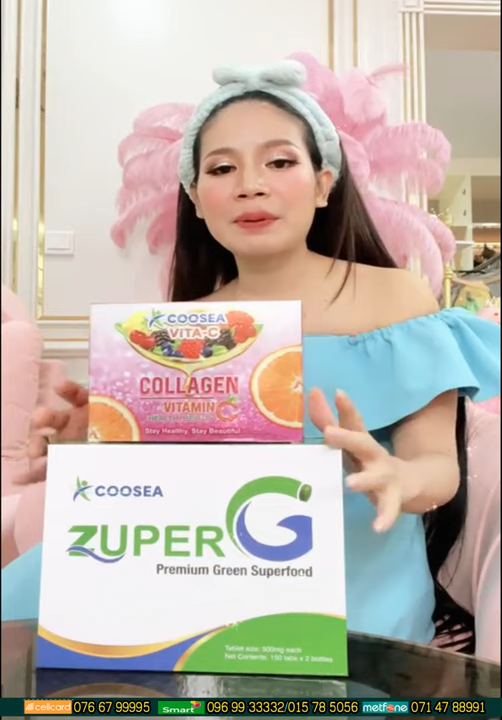 COOSEA
VITA-C
COLLAGEN
VITAMIN C
Stay Healthy, Stay Beautiful
COOSEA
ZUPER G
Premium Green Superfood
Tablet size: 500mg each
Net Contents: 150 tabs x 2 bottles
cellcard 076 67 99995 Smart 096 99 33332/015 78 5056 metfone 071 47 88991